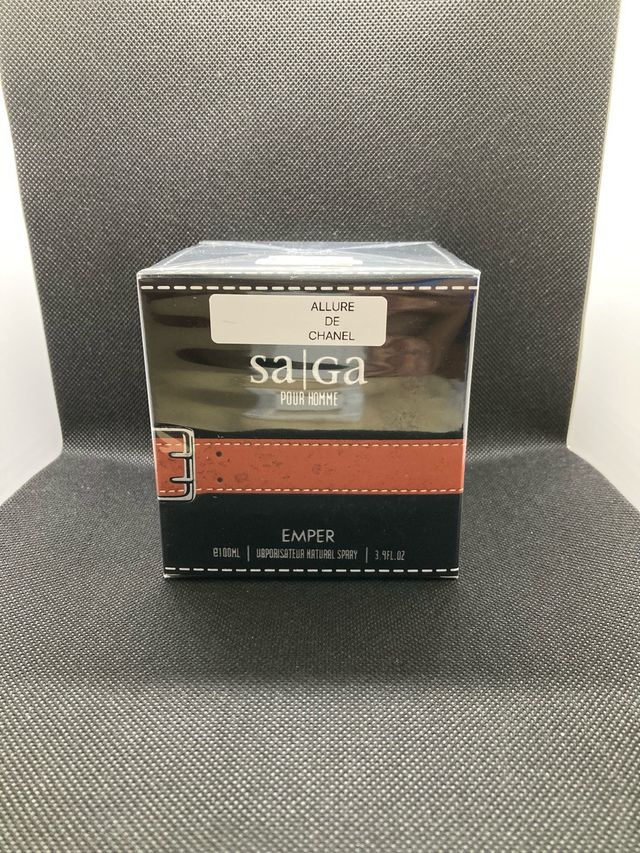 ALLURE
DE
CHANEL
sa|Ga
POUR HOMME
EMPER
e100ML | VAPORISATEUR NATURAL SPRAY | 3.4FL.OZ